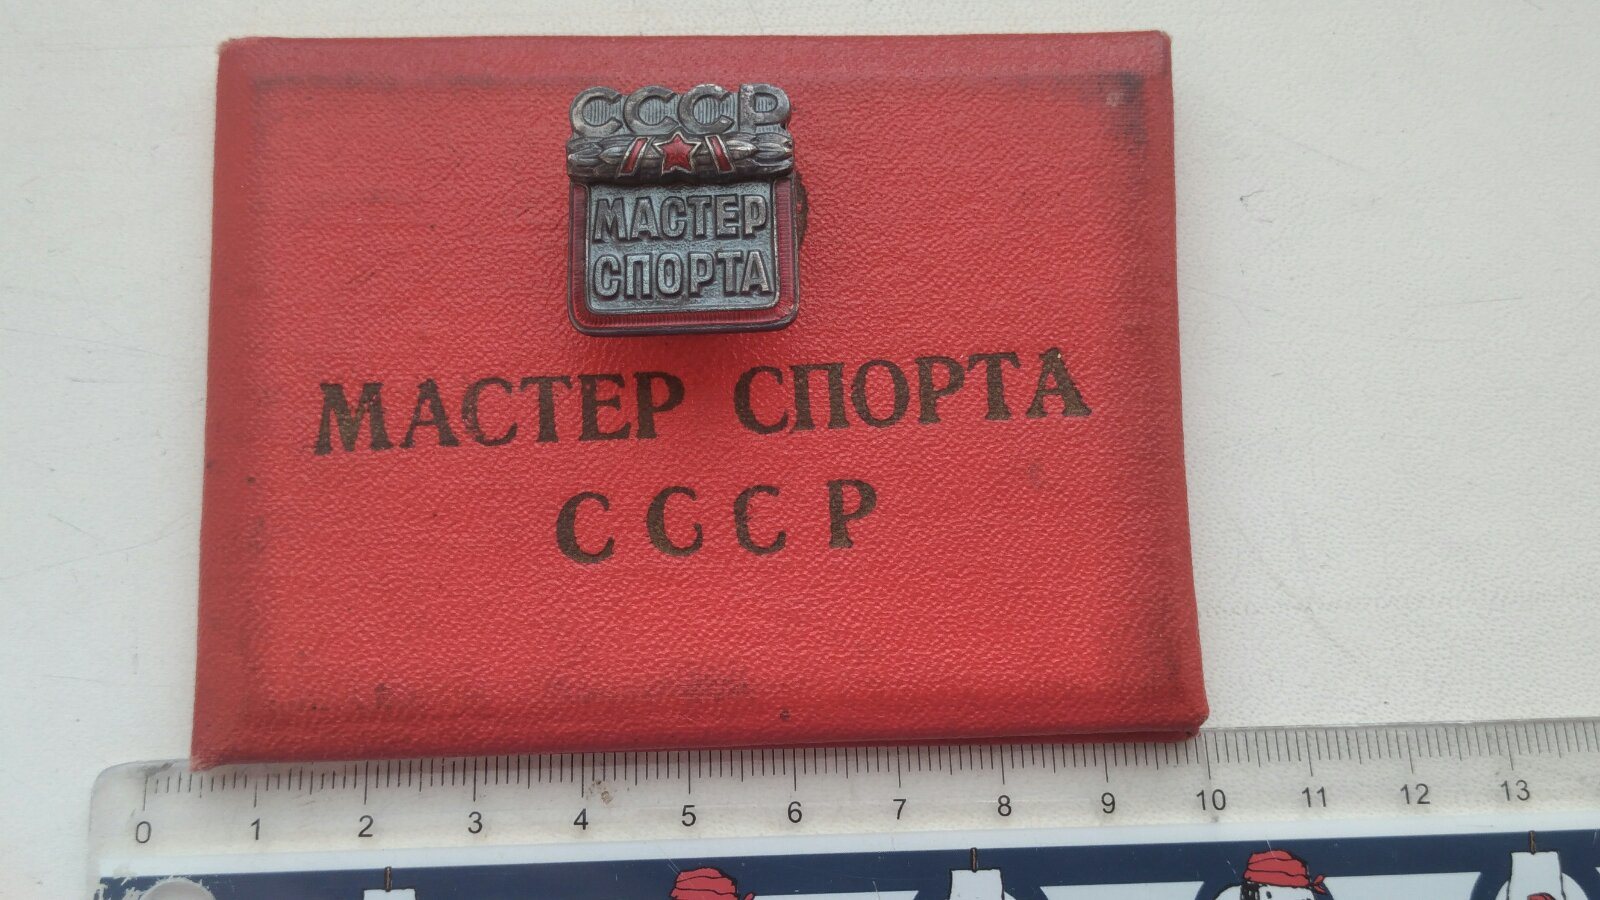 СССР
МАСТЕР
СПОРТА
МАСТЕР СПОРТА
СССР
0 1 2 3 4 5 6 7 8 9 10 11 12 13